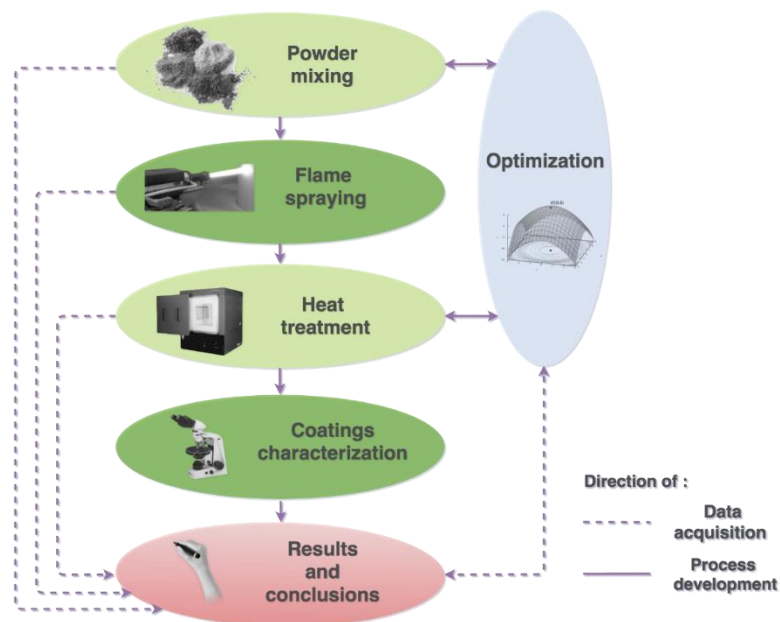 Powder
mixing
Optimization
Flame
spraying
Heat
treatment
Coatings
characterization
Direction of :
Data
acquisition
Results
and
conclusions
Process
development